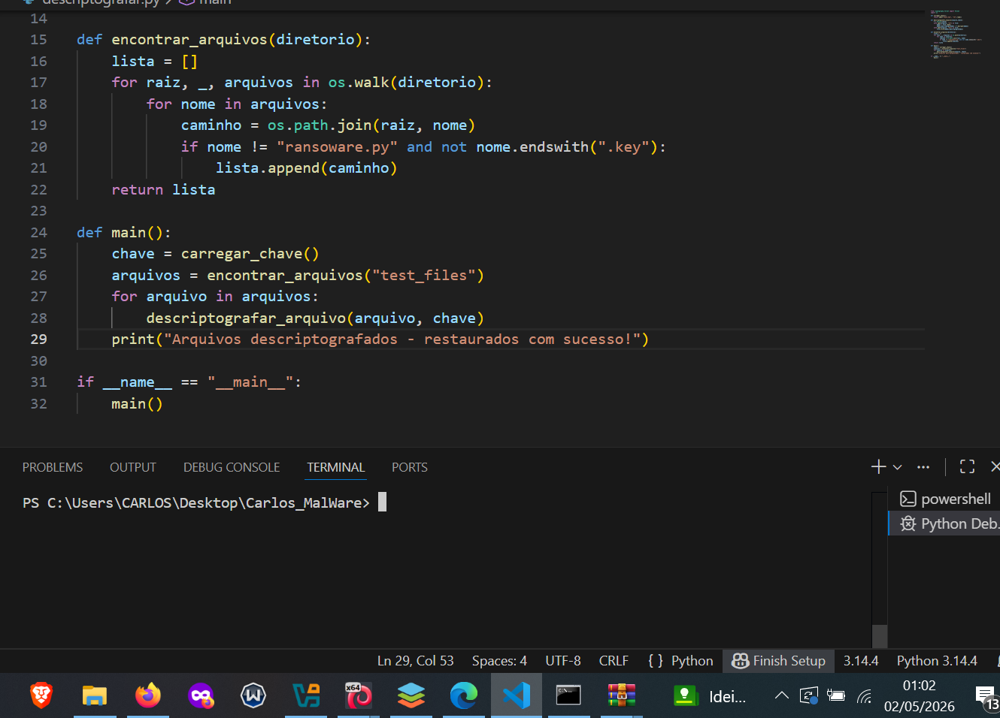 descriptografar.py > main
14
15 def encontrar_arquivos(diretorio):
16 lista = []
17 for raiz, _, arquivos in os.walk(diretorio):
18 for nome in arquivos:
19 caminho = os.path.join(raiz, nome)
20 if nome != "ransoware.py" and not nome.endswith(".key"):
21 lista.append(caminho)
22 return lista
23
24 def main():
25 chave = carregar_chave()
26 arquivos = encontrar_arquivos("test_files")
27 for arquivo in arquivos:
28 descriptografar_arquivo(arquivo, chave)
29 print("Arquivos descriptografados - restaurados com sucesso!")
30
31 if __name__ == "__main__":
32 main()
PROBLEMS OUTPUT DEBUG CONSOLE TERMINAL PORTS
PS C:\Users\CARLOS\Desktop\Carlos_MalWare>
powershell
Python Deb.
Ln 29, Col 53 Spaces: 4 UTF-8 CRLF { } Python Finish Setup 3.14.4 Python 3.14.4
x64
Idei...
01:02
02/05/2026
13